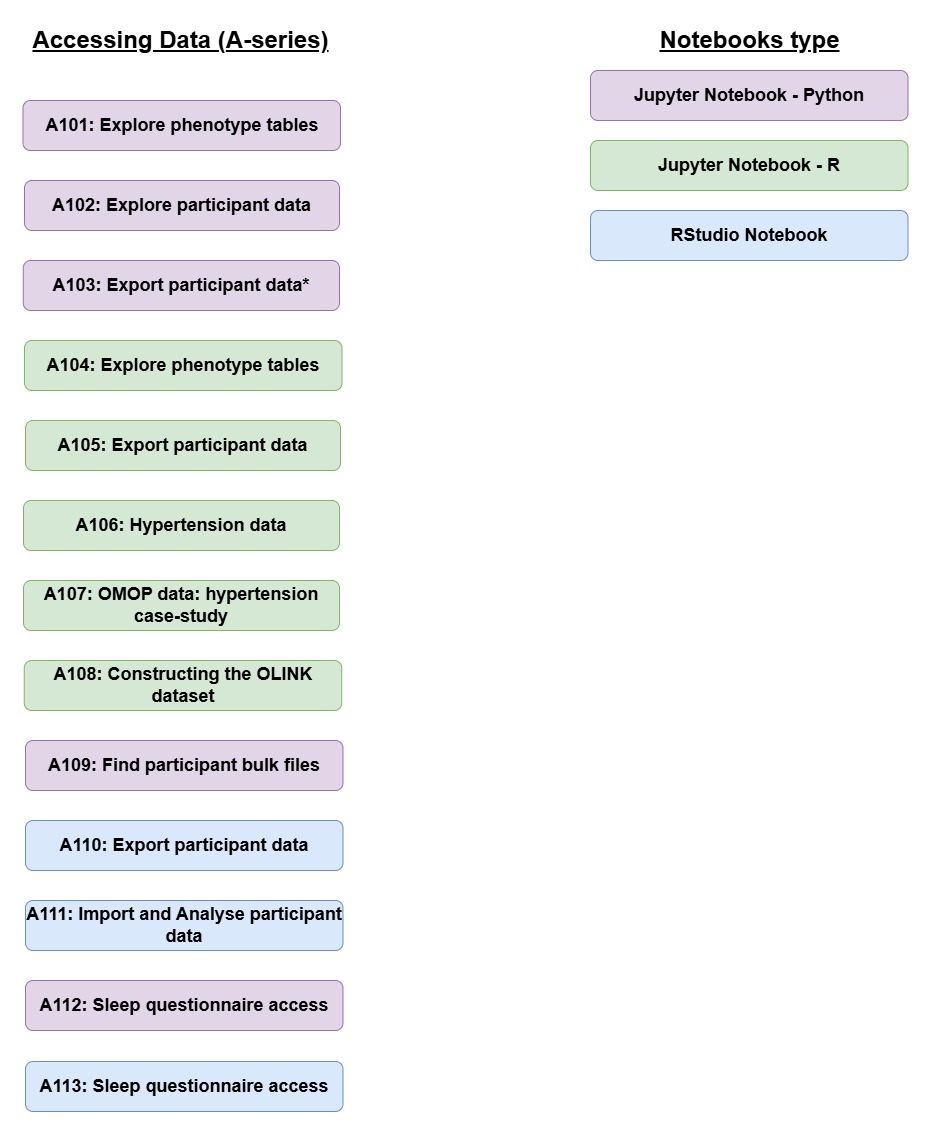 Accessing Data (A-series)
A101: Explore phenotype tables
A102: Explore participant data
A103: Export participant data*
A104: Explore phenotype tables
A105: Export participant data
A106: Hypertension data
A107: OMOP data: hypertension
case-study
A108: Constructing the OLINK
dataset
A109: Find participant bulk files
A110: Export participant data
A111: Import and Analyse participant
data
A112: Sleep questionnaire access
A113: Sleep questionnaire access
Notebooks type
Jupyter Notebook - Python
Jupyter Notebook - R
RStudio Notebook